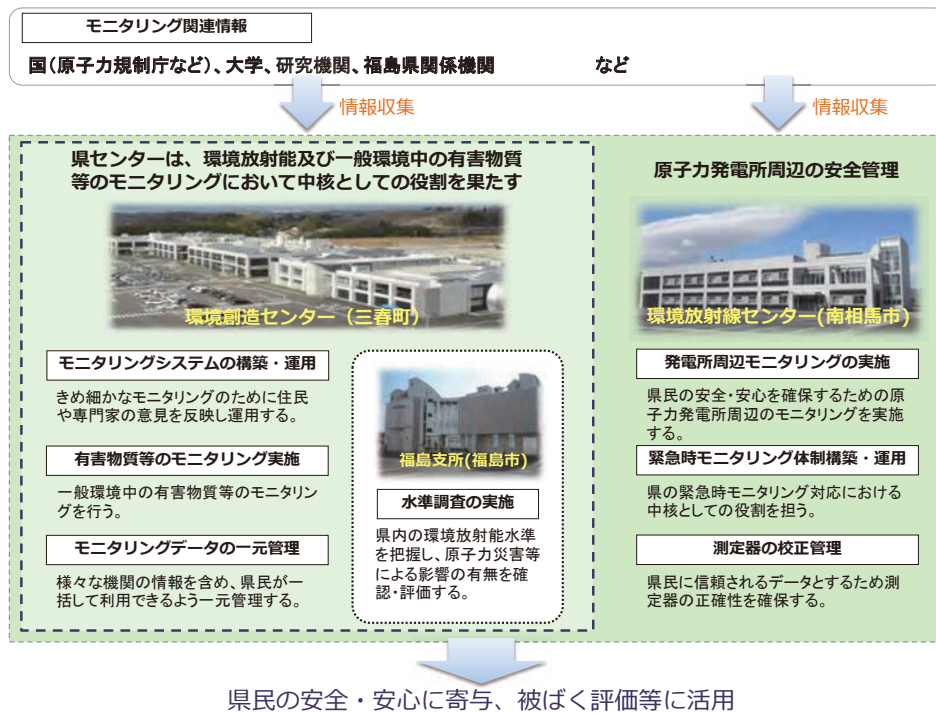 モニタリング関連情報
国(原子力規制庁など)、大学、研究機関、福島県関係機関 など
情報収集
情報収集
県センターは、環境放射能及び一般環境中の有害物質
等のモニタリングにおいて中核としての役割を果たす
環境創造センター（三春町）
モニタリングシステムの構築・運用
きめ細かなモニタリングのために住民
や専門家の意見を反映し運用する。
有害物質等のモニタリング実施
一般環境中の有害物質等のモニタリン
グを行う。
モニタリングデータの一元管理
様々な機関の情報を含め、県民が一
括して利用できるよう一元管理する。
福島支所(福島市)
水準調査の実施
県内の環境放射能水準
を把握し、原子力災害等
による影響の有無を確
認・評価する。
原子力発電所周辺の安全管理
環境放射線センター(南相馬市)
発電所周辺モニタリングの実施
県民の安全・安心を確保するための原
子力発電所周辺のモニタリングを実施
する。
緊急時モニタリング体制構築・運用
県の緊急時モニタリング対応における
中核としての役割を担う。
測定器の校正管理
県民に信頼されるデータとするため測
定器の正確性を確保する。
県民の安全・安心に寄与、被ばく評価等に活用